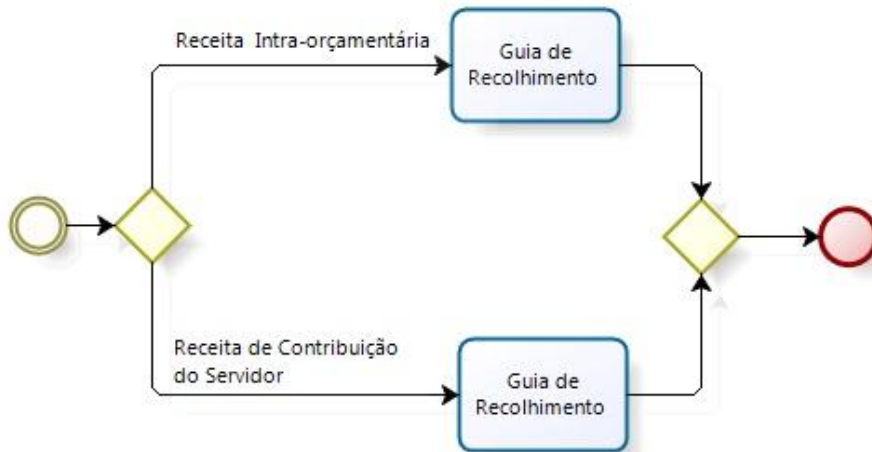 Receita Intra-orçamentária
Guia de
Recolhimento
Receita de Contribuição
do Servidor
Guia de
Recolhimento